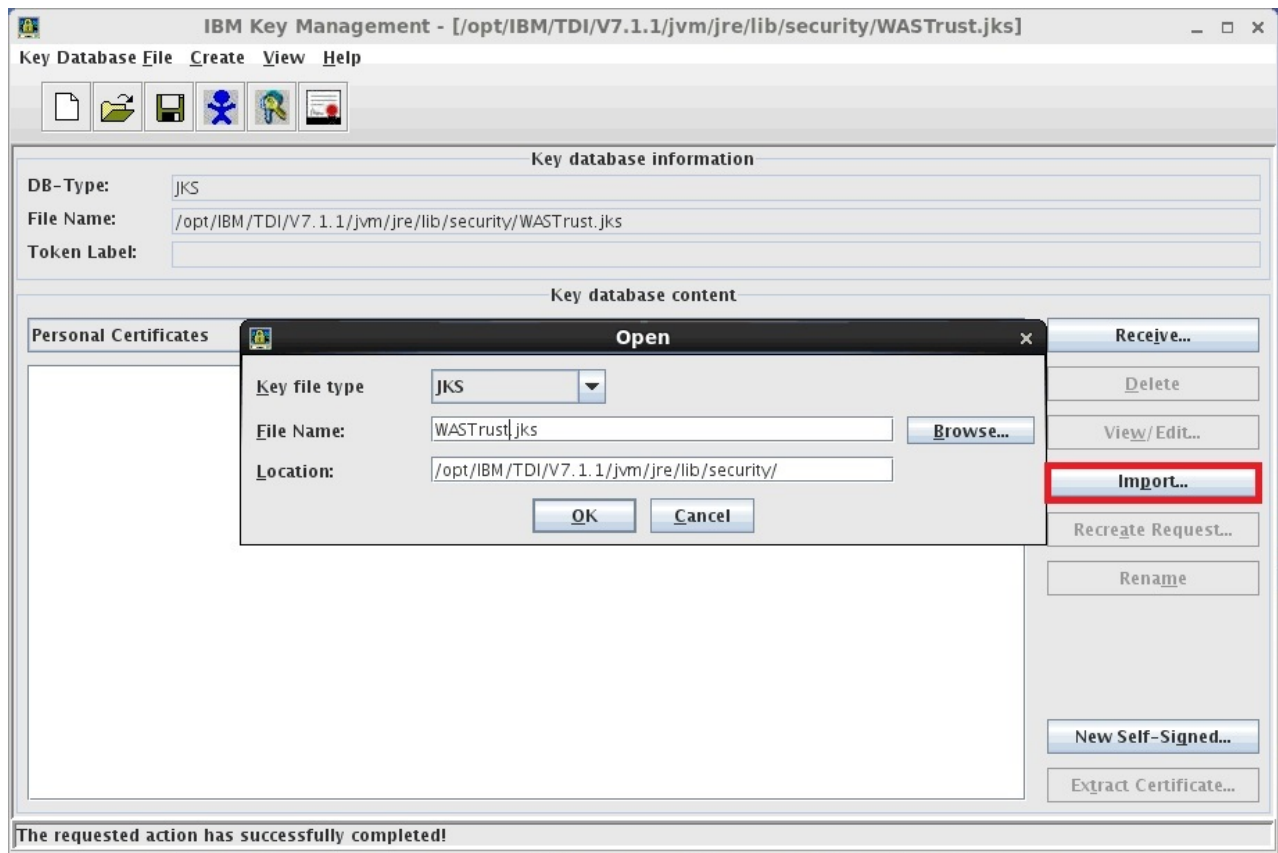 IBM Key Management - [/opt/IBM/TDI/V7.1.1/jvm/jre/lib/security/WASTrust.jks]
Key Database File Create View Help
Key database information
DB-Type: JKS
File Name: /opt/IBM/TDI/V7.1.1/jvm/jre/lib/security/WASTrust.jks
Token Label:
Key database content
Personal Certificates
Open
Key file type JKS
File Name: WASTrust.jks Browse...
Location: /opt/IBM/TDI/V7.1.1/jvm/jre/lib/security/
OK Cancel
Receive...
Delete
View/Edit...
Import...
Recreate Request...
Rename
New Self-Signed...
Extract Certificate...
The requested action has successfully completed!